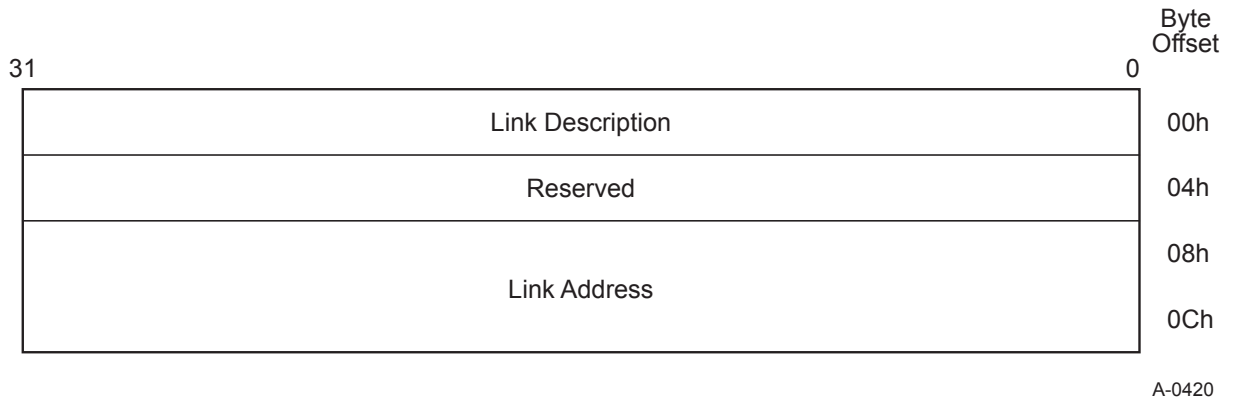 Byte
Offset
31 0
Link Description 00h
Reserved 04h
08h
Link Address
0Ch
A-0420